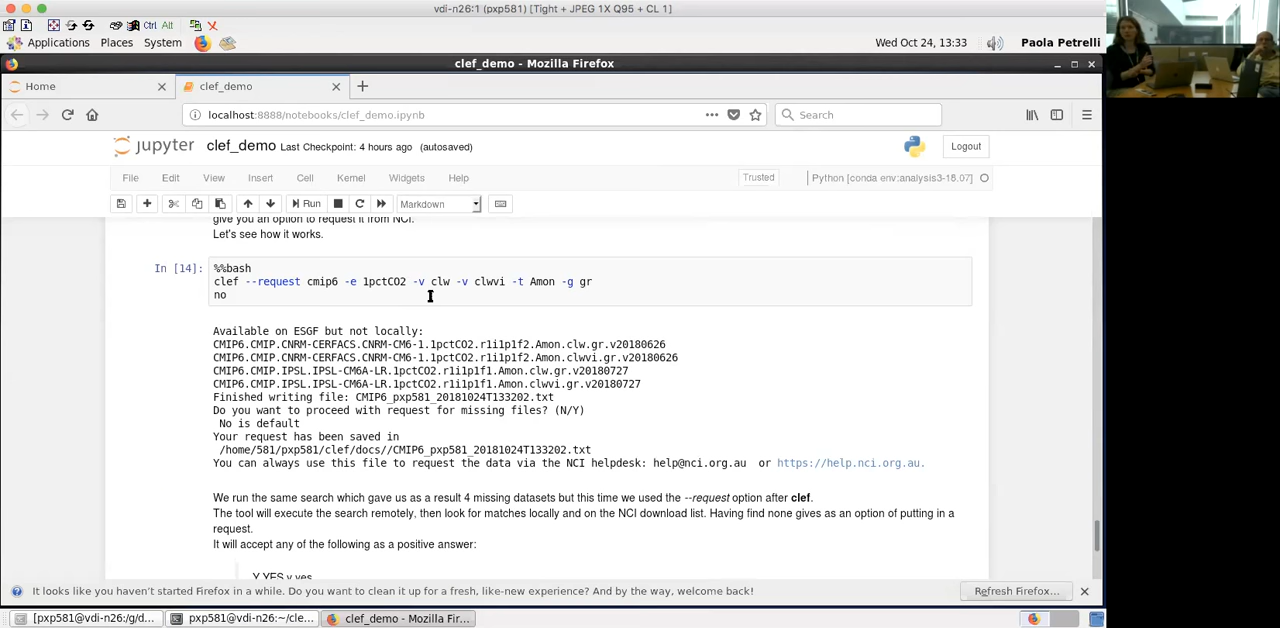 vdi-n26:1 (pxp581) [Tight + JPEG 1X Q95 + CL 1]
Ctrl Alt
Applications Places System
Wed Oct 24, 13:33 Paola Petrelli
clef_demo - Mozilla Firefox
Home
clef_demo
localhost:8888/notebooks/clef_demo.ipynb
Search
jupyter clef_demo Last Checkpoint: 4 hours ago (autosaved)
Logout
File Edit View Insert Cell Kernel Widgets Help
Trusted
Python [conda env:analysis3-18.07]
Run
Markdown
give you an option to request it from NCI.
Let's see how it works.
In [14]:
%%bash
clef --request cmip6 -e 1pctCO2 -v clw -v clwvi -t Amon -g gr
no
Available on ESGF but not locally:
CMIP6.CMIP.CNRM-CERFACS.CNRM-CM6-1.1pctCO2.r1i1p1f2.Amon.clw.gr.v20180626
CMIP6.CMIP.CNRM-CERFACS.CNRM-CM6-1.1pctCO2.r1i1p1f2.Amon.clwvi.gr.v20180626
CMIP6.CMIP.IPSL.IPSL-CM6A-LR.1pctCO2.r1i1p1f1.Amon.clw.gr.v20180727
CMIP6.CMIP.IPSL.IPSL-CM6A-LR.1pctCO2.r1i1p1f1.Amon.clwvi.gr.v20180727
Finished writing file: CMIP6_pxp581_20181024T133202.txt
Do you want to proceed with request for missing files? (N/Y)
No is default
Your request has been saved in
/home/581/pxp581/clef/docs//CMIP6_pxp581_20181024T133202.txt
You can always use this file to request the data via the NCI helpdesk: help@nci.org.au or https://help.nci.org.au.
We run the same search which gave us as a result 4 missing datasets but this time we used the --request option after clef.
The tool will execute the search remotely, then look for matches locally and on the NCI download list. Having find none gives as an option of putting in a
request.
It will accept any of the following as a positive answer:
Y YES y yes
It looks like you haven't started Firefox in a while. Do you want to clean it up for a fresh, like-new experience? And by the way, welcome back!
Refresh Firefox...
[pxp581@vdi-n26:/g/d...
pxp581@vdi-n26:~/cle...
clef_demo - Mozilla Fir...